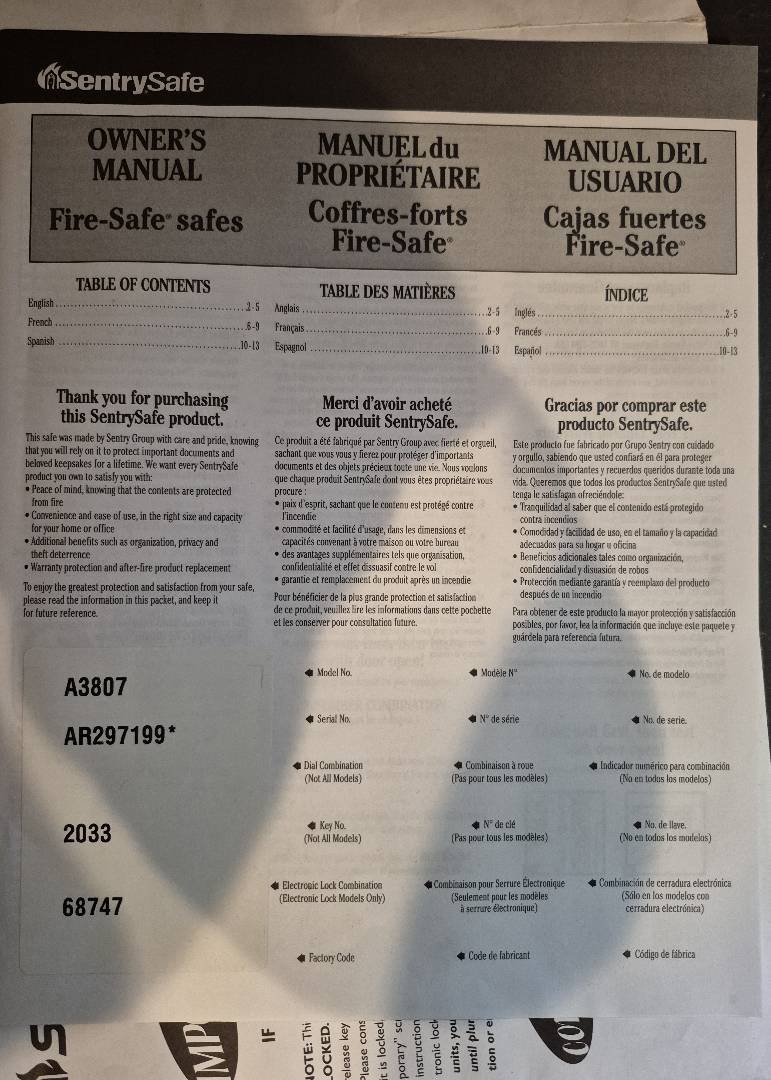 SentrySafe
OWNER'S
MANUAL
Fire-Safe® safes
MANUEL du
PROPRIÉTAIRE
Coffres-forts
Fire-Safe®
MANUAL DEL
USUARIO
Cajas fuertes
Fire-Safe®
TABLE OF CONTENTS
English ........................................ 2-5
French ........................................ 6-9
Spanish ........................................ 10-13
TABLE DES MATIÈRES
Anglais ........................................ 2-5
Français ........................................ 6-9
Espagnol ........................................ 10-13
ÍNDICE
Inglés ........................................ 2-5
Francés ........................................ 6-9
Español ........................................ 10-13
Thank you for purchasing
this SentrySafe product.
This safe was made by Sentry Group with care and pride, knowing
that you will rely on it to protect important documents and
beloved keepsakes for a lifetime. We want every SentrySafe
product you own to satisfy you with:
• Peace of mind, knowing that the contents are protected
from fire
• Convenience and ease of use, in the right size and capacity
for your home or office
• Additional benefits such as organization, privacy and
theft deterrence
• Warranty protection and after-fire product replacement
To enjoy the greatest protection and satisfaction from your safe,
please read the information in this packet, and keep it
for future reference.
Merci d'avoir acheté
ce produit SentrySafe.
Ce produit a été fabriqué par Sentry Group avec fierté et orgueil,
sachant que vous vous y fierez pour protéger d'importants
documents et des objets précieux toute une vie. Nous voulons
que chaque produit SentrySafe dont vous êtes propriétaire vous
procure :
• paix d'esprit, sachant que le contenu est protégé contre
l'incendie
• commodité et facilité d'usage, dans les dimensions et
capacités convenant à votre maison ou votre bureau
• des avantages supplémentaires tels que organisation,
confidentialité et effet dissuasif contre le vol
• garantie et remplacement du produit après un incendie
Pour bénéficier de la plus grande protection et satisfaction
de ce produit, veuillez lire les informations dans cette pochette
et les conserver pour consultation future.
Gracias por comprar este
producto SentrySafe.
Este producto fue fabricado por Grupo Sentry con cuidado
y orgullo, sabiendo que usted confiará en él para proteger
documentos importantes y recuerdos queridos durante toda una
vida. Queremos que todos los productos SentrySafe que usted
tenga le satisfagan ofreciéndole:
• Tranquilidad al saber que el contenido está protegido
contra incendios
• Comodidad y facilidad de uso, en el tamaño y la capacidad
adecuados para su hogar u oficina
• Beneficios adicionales tales como organización,
confidencialidad y disuasión de robos
• Protección mediante garantía y reemplazo del producto
después de un incendio
Para obtener de este producto la mayor protección y satisfacción
posibles, por favor, lea la información que incluye este paquete y
guárdela para referencia futura.
A3807
AR297199*
2033
68747
Model No.
Modèle N°
No. de modelo
Serial No.
N° de série
No. de serie.
Dial Combination
(Not All Models)
Combinaison à roue
(Pas pour tous les modèles)
Indicador numérico para combinación
(No en todos los modelos)
Key No.
(Not All Models)
N° de clé
(Pas pour tous les modèles)
No. de llave.
(No en todos los modelos)
Electronic Lock Combination
(Electronic Lock Models Only)
Combinaison pour Serrure Électronique
(Seulement pour les modèles
à serrure électronique)
Combinación de cerradura electrónica
(Sólo en los modelos con
cerradura electrónica)
Factory Code
Code de fabricant
Código de fábrica
IF
it is locked.
instruction
units, you